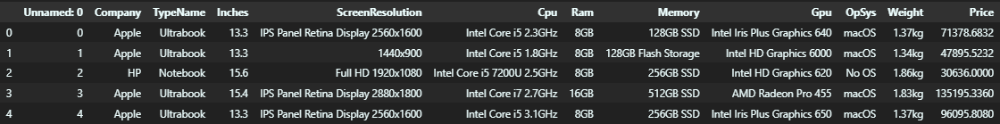 Unnamed: 0 Company TypeName Inches ScreenResolution Cpu Ram Memory Gpu OpSys Weight Price
0 0 Apple Ultrabook 13.3 IPS Panel Retina Display 2560x1600 Intel Core i5 2.3GHz 8GB 128GB SSD Intel Iris Plus Graphics 640 macOS 1.37kg 71378.6832
1 1 Apple Ultrabook 13.3 1440x900 Intel Core i5 1.8GHz 8GB 128GB Flash Storage Intel HD Graphics 6000 macOS 1.34kg 47895.5232
2 2 HP Notebook 15.6 Full HD 1920x1080 Intel Core i5 7200U 2.5GHz 8GB 256GB SSD Intel HD Graphics 620 No OS 1.86kg 30636.0000
3 3 Apple Ultrabook 15.4 IPS Panel Retina Display 2880x1800 Intel Core i7 2.7GHz 16GB 512GB SSD AMD Radeon Pro 455 macOS 1.83kg 135195.3360
4 4 Apple Ultrabook 13.3 IPS Panel Retina Display 2560x1600 Intel Core i5 3.1GHz 8GB 256GB SSD Intel Iris Plus Graphics 650 macOS 1.37kg 96095.8080